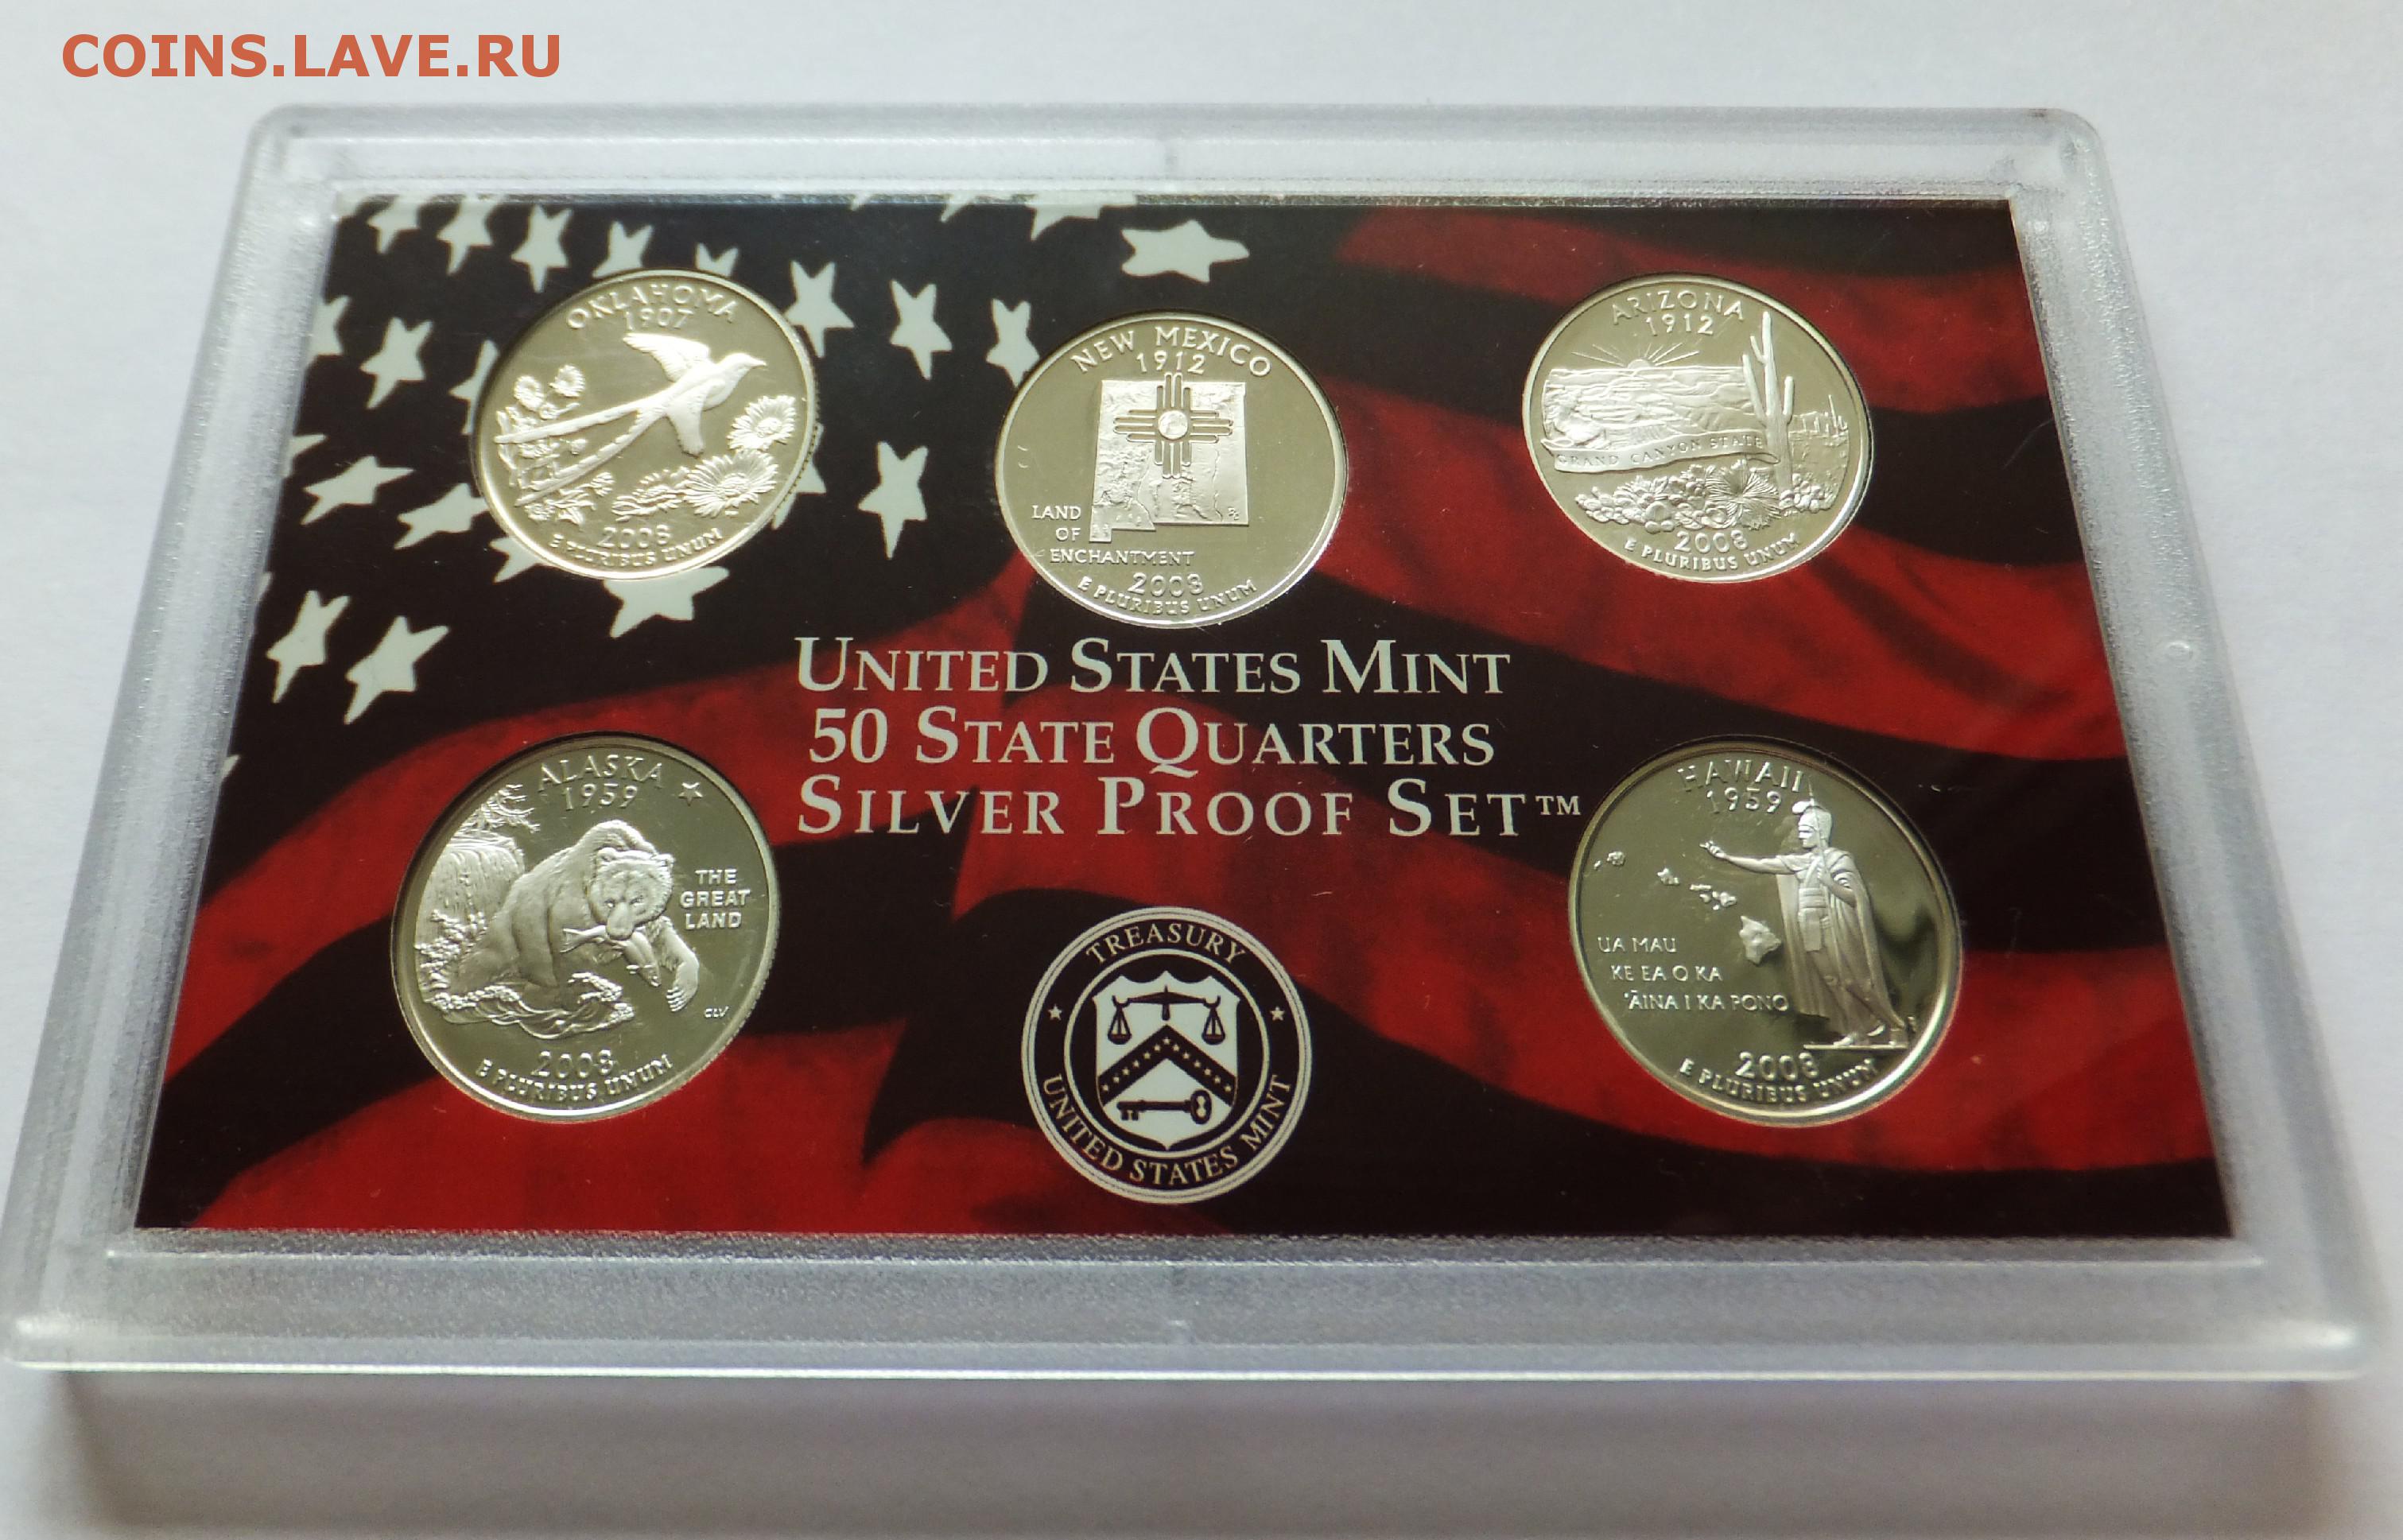 COINS.LAVE.RU
OKLAHOMA
1907
2008
E PLURIBUS UNUM
NEW MEXICO
1912
LAND
OF
ENCHANTMENT
2008
E PLURIBUS UNUM
ARIZONA
1912
GRAND CANYON STATE
2008
E PLURIBUS UNUM
UNITED STATES MINT
50 STATE QUARTERS
SILVER PROOF SET™
ALASKA
1959
THE
GREAT
LAND
CLV
2008
E PLURIBUS UNUM
TREASURY
UNITED STATES MINT
HAWAII
1959
UA MAU
KE EA O KA
ʻĀINA I KA PONO
2008
E PLURIBUS UNUM